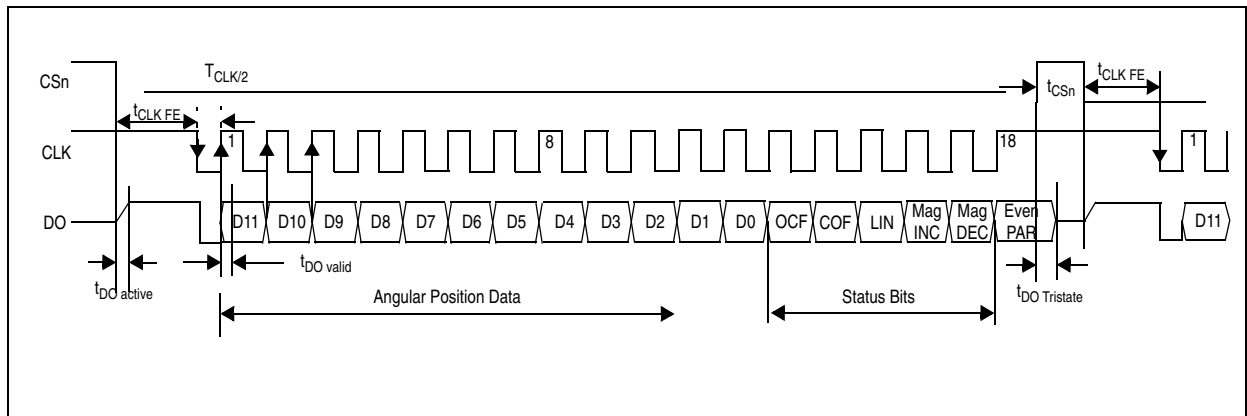 CSn
T_CLK/2
t_CLK FE
t_CSn
t_CLK FE
CLK
1
8
18
1
DO
D11 D10 D9 D8 D7 D6 D5 D4 D3 D2 D1 D0 OCF COF LIN Mag INC Mag DEC Even PAR D11
t_DO valid
t_DO active
Angular Position Data
Status Bits
t_DO Tristate